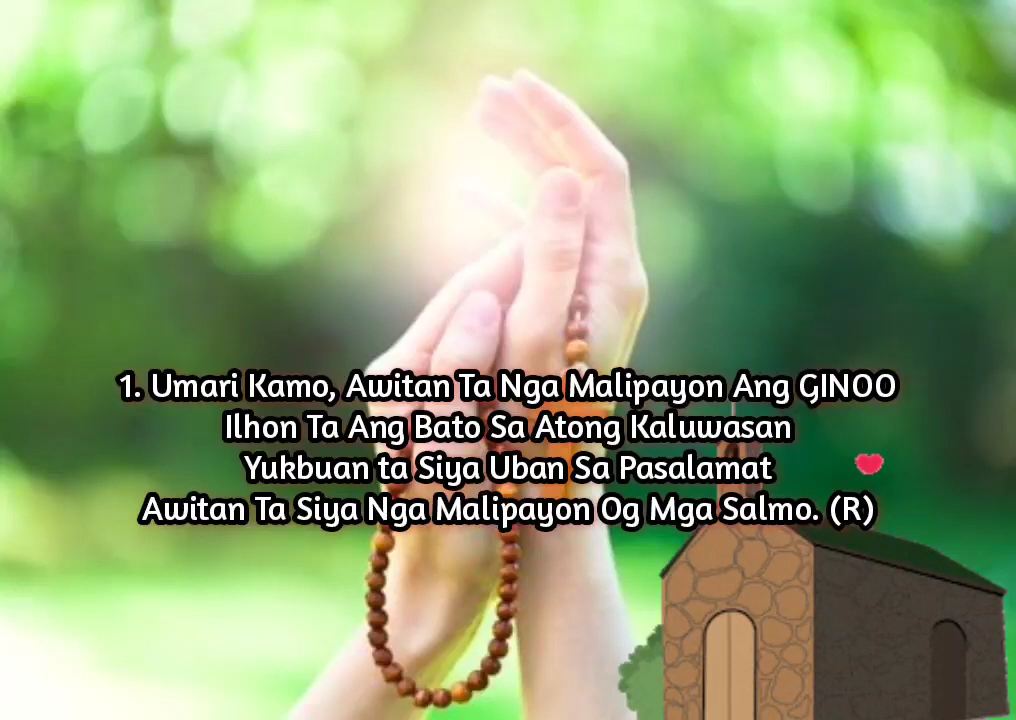 1. Umari Kamo, Awitan Ta Nga Malipayon Ang GINOO
Ilhon Ta Ang Bato Sa Atong Kaluwasan
Yukbuan ta Siya Uban Sa Pasalamat
Awitan Ta Siya Nga Malipayon Og Mga Salmo. (R)